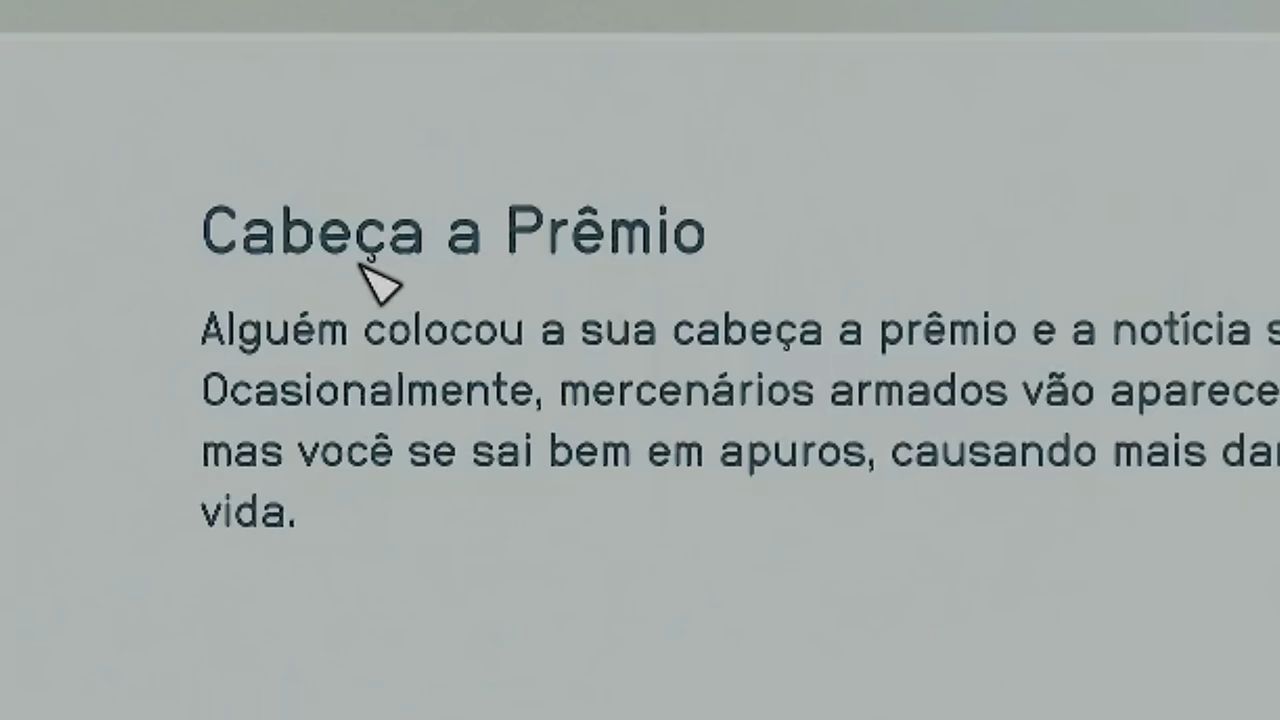 Cabeça a Prêmio
Alguém colocou a sua cabeça a prêmio e a notícia
Ocasionalmente, mercenários armados vão
mas você se sai bem em apuros, causando mais
vida.